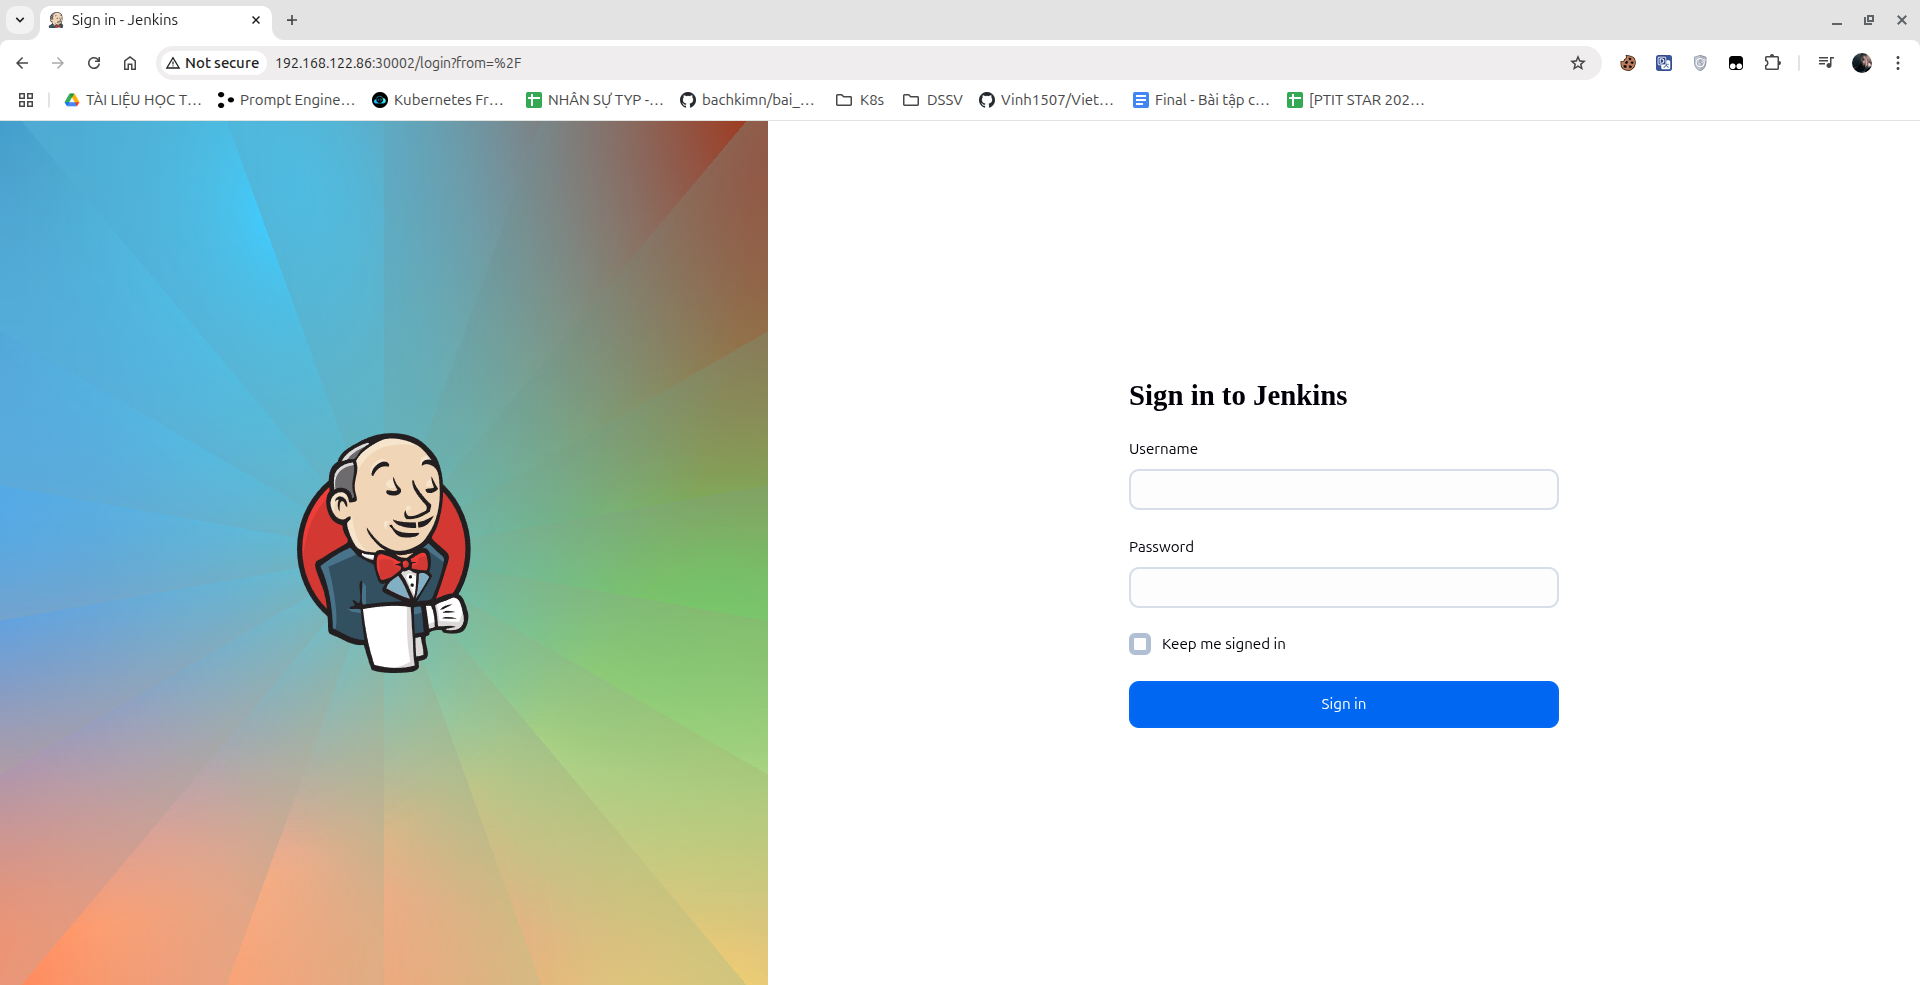 Sign in - Jenkins
Not secure
192.168.122.86:30002/login?from=%2F
TÀI LIỆU HỌC T...
Prompt Engine...
Kubernetes Fr...
NHÂN SỰ TYP -...
bachkimn/bai_...
K8s
DSSV
Vinh1507/Viet...
Final - Bài tập c...
[PTIT STAR 202...
Sign in to Jenkins
Username
Password
Keep me signed in
Sign in